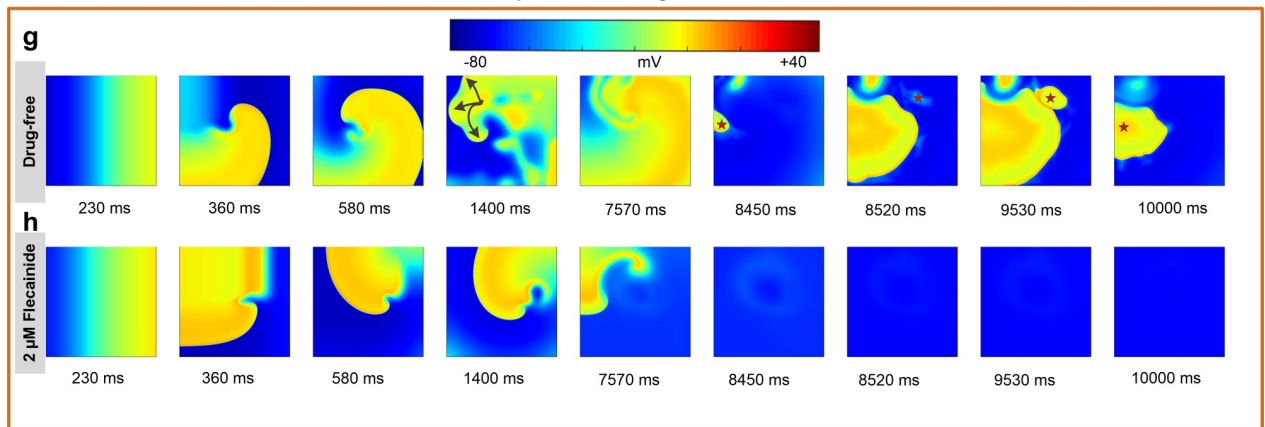 g
-80 mV +40
Drug-free
230 ms 360 ms 580 ms 1400 ms 7570 ms 8450 ms 8520 ms 9530 ms 10000 ms
h
2 µM Flecainide
230 ms 360 ms 580 ms 1400 ms 7570 ms 8450 ms 8520 ms 9530 ms 10000 ms